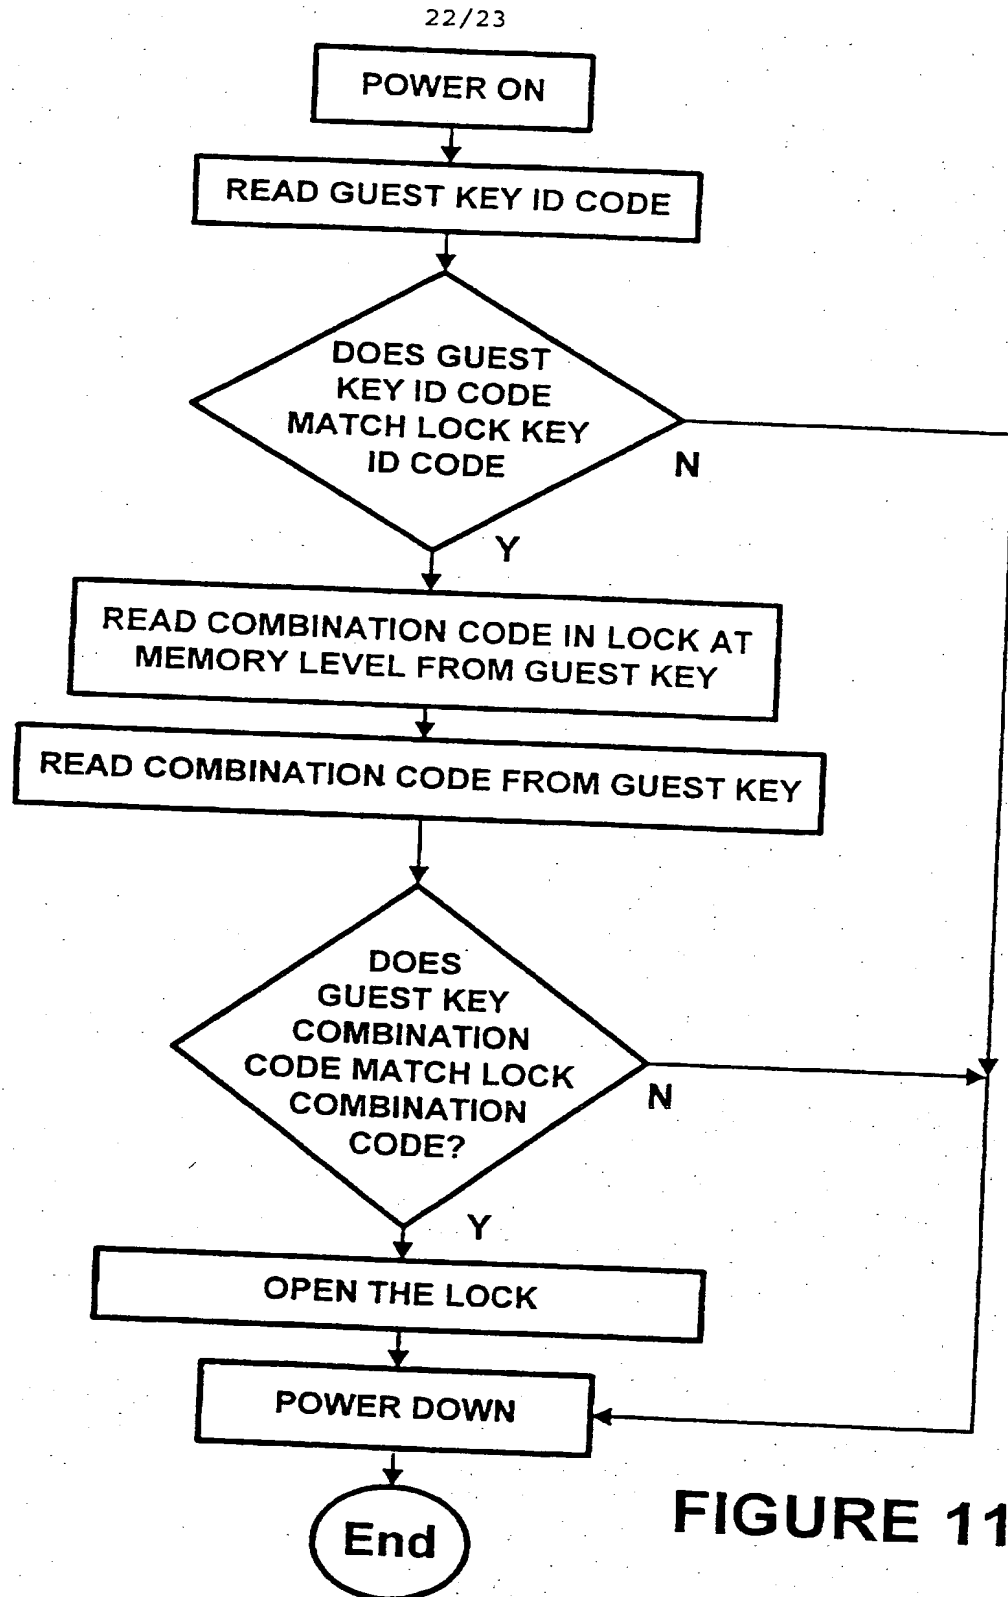 22/23
POWER ON
READ GUEST KEY ID CODE
DOES GUEST
KEY ID CODE
MATCH LOCK KEY
ID CODE
N
Y
READ COMBINATION CODE IN LOCK AT
MEMORY LEVEL FROM GUEST KEY
READ COMBINATION CODE FROM GUEST KEY
DOES
GUEST KEY
COMBINATION
CODE MATCH LOCK
COMBINATION
CODE?
N
Y
OPEN THE LOCK
POWER DOWN
End
FIGURE 11